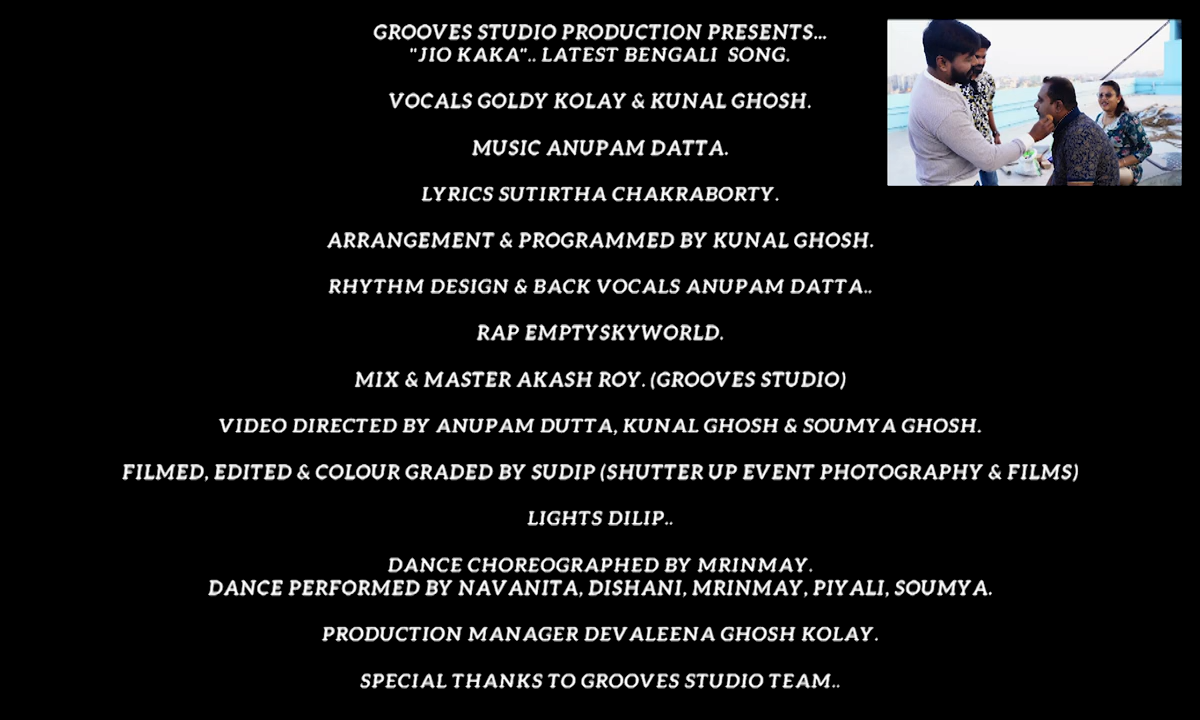 GROOVES STUDIO PRODUCTION PRESENTS...
"JIO KAKA".. LATEST BENGALI SONG.
VOCALS GOLDY KOLAY & KUNAL GHOSH.
MUSIC ANUPAM DATTA.
LYRICS SUTIRTHA CHAKRABORTY.
ARRANGEMENT & PROGRAMMED BY KUNAL GHOSH.
RHYTHM DESIGN & BACK VOCALS ANUPAM DATTA..
RAP EMPTYSKYWORLD.
MIX & MASTER AKASH ROY. (GROOVES STUDIO)
VIDEO DIRECTED BY ANUPAM DUTTA, KUNAL GHOSH & SOUMYA GHOSH.
FILMED, EDITED & COLOUR GRADED BY SUDIP (SHUTTER UP EVENT PHOTOGRAPHY & FILMS)
LIGHTS DILIP..
DANCE CHOREOGRAPHED BY MRINMAY.
DANCE PERFORMED BY NAVANITA, DISHANI, MRINMAY, PIYALI, SOUMYA.
PRODUCTION MANAGER DEVALEENA GHOSH KOLAY.
SPECIAL THANKS TO GROOVES STUDIO TEAM..